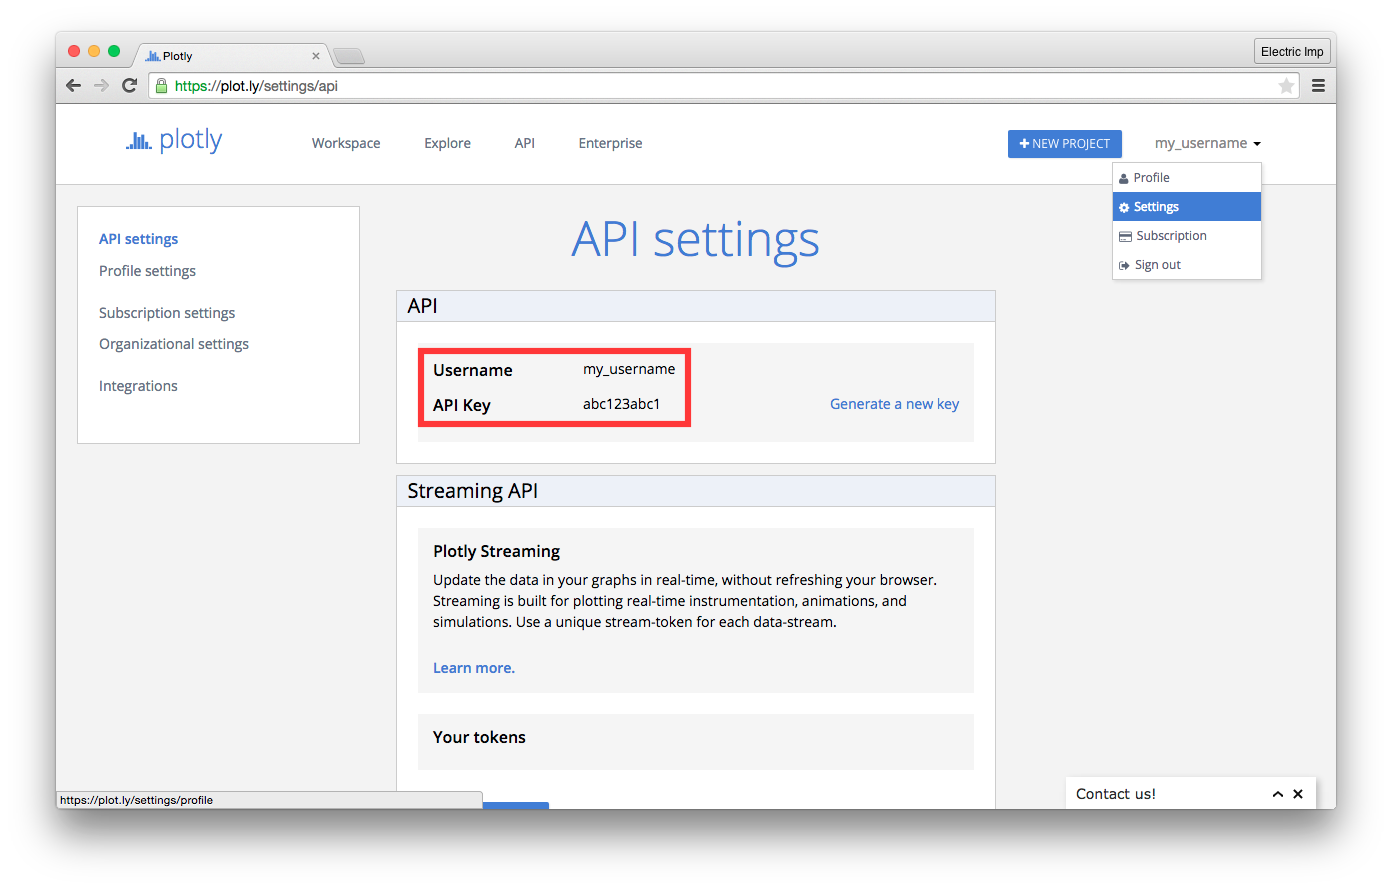 Plotly
Electric Imp
https://plot.ly/settings/api
plotly
Workspace
Explore
API
Enterprise
NEW PROJECT
my_username
Profile
Settings
Subscription
Sign out
API settings
Profile settings
Subscription settings
Organizational settings
Integrations
API settings
API
Username my_username
API Key abc123abc1
Generate a new key
Streaming API
Plotly Streaming
Update the data in your graphs in real-time, without refreshing your browser.
Streaming is built for plotting real-time instrumentation, animations, and
simulations. Use a unique stream-token for each data-stream.
Learn more.
Your tokens
https://plot.ly/settings/profile
Contact us!